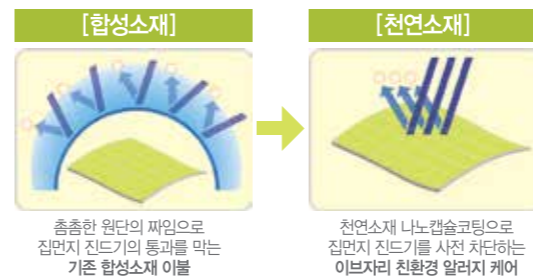 [합성소재]
촘촘한 원단의 짜임으로
집먼지 진드기의 통과를 막는
기존 합성소재 이불
[천연소재]
천연소재 나노캡슐코팅으로
집먼지 진드기를 사전 차단하는
이브자리 친환경 알러지 케어